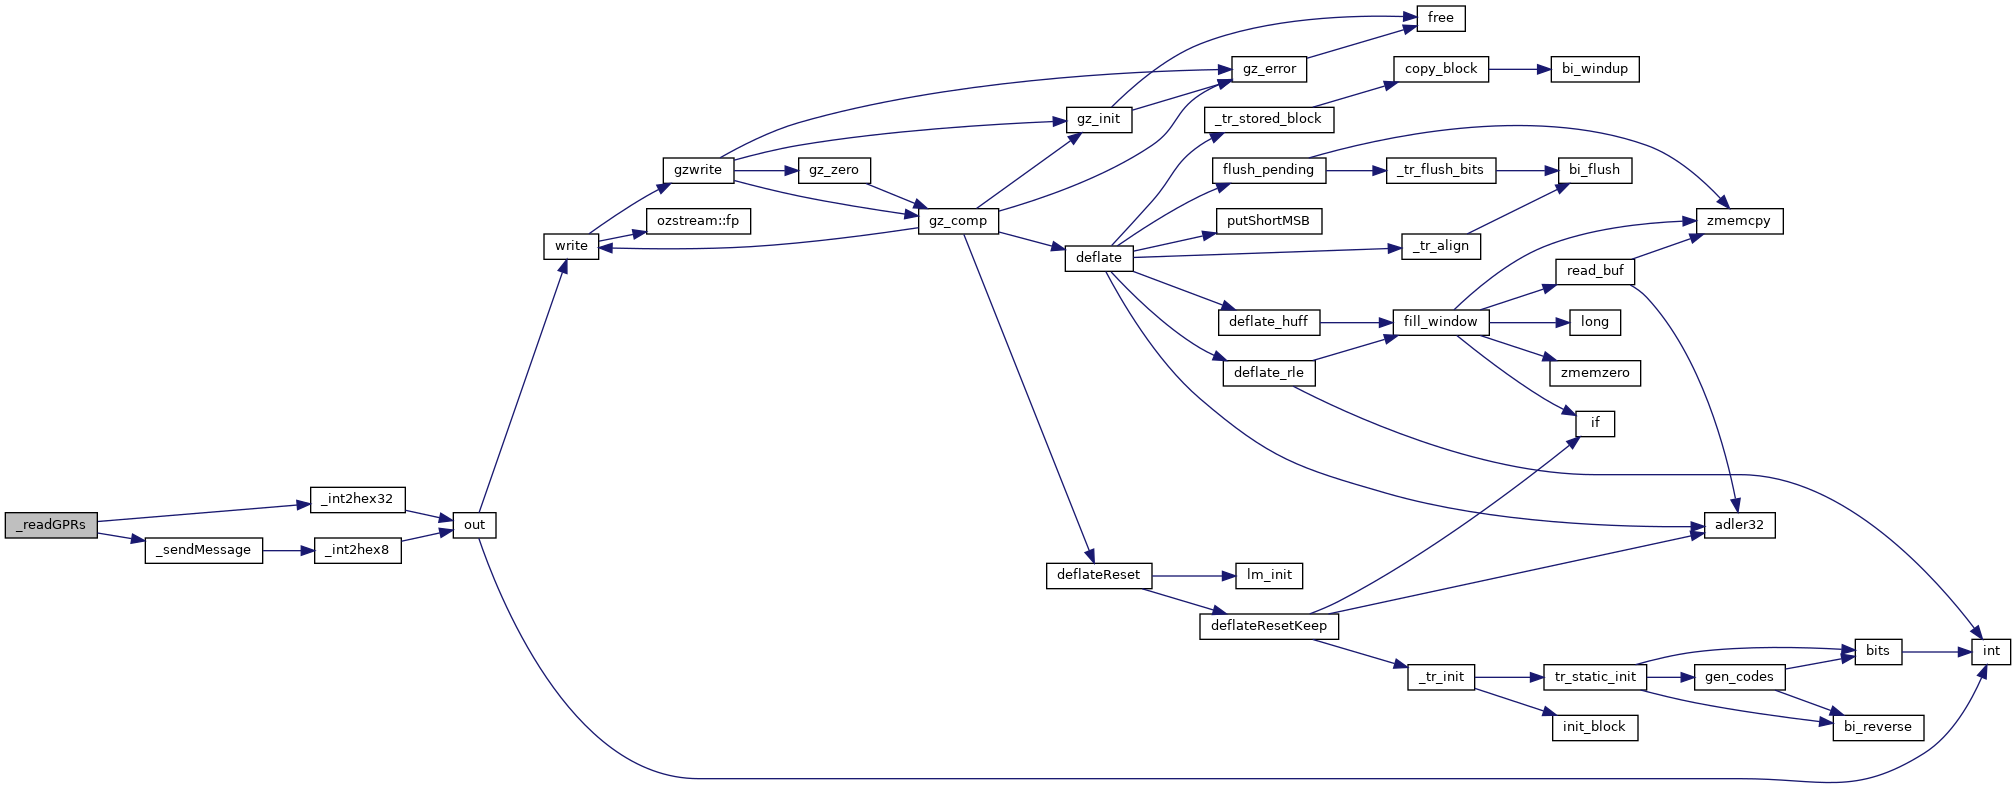 free
gz_error
copy_block
bi_windup
gz_init
_tr_stored_block
gzwrite
gz_zero
flush_pending
_tr_flush_bits
bi_flush
ozstream::fp
gz_comp
putShortMSB
zmemcpy
write
deflate
_tr_align
read_buf
deflate_huff
fill_window
long
deflate_rle
zmemzero
if
_int2hex32
_readGPRs
out
adler32
_sendMessage
_int2hex8
deflateReset
lm_init
deflateResetKeep
bits
int
_tr_init
tr_static_init
gen_codes
init_block
bi_reverse